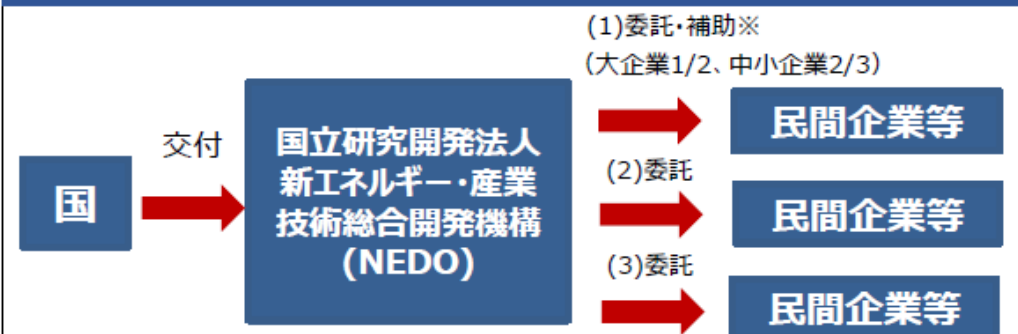 (1)委託・補助※
（大企業1/2、中小企業2/3）
民間企業等
交付
国
国立研究開発法人
新エネルギー・産業
技術総合開発機構
(NEDO)
(2)委託
民間企業等
(3)委託
民間企業等